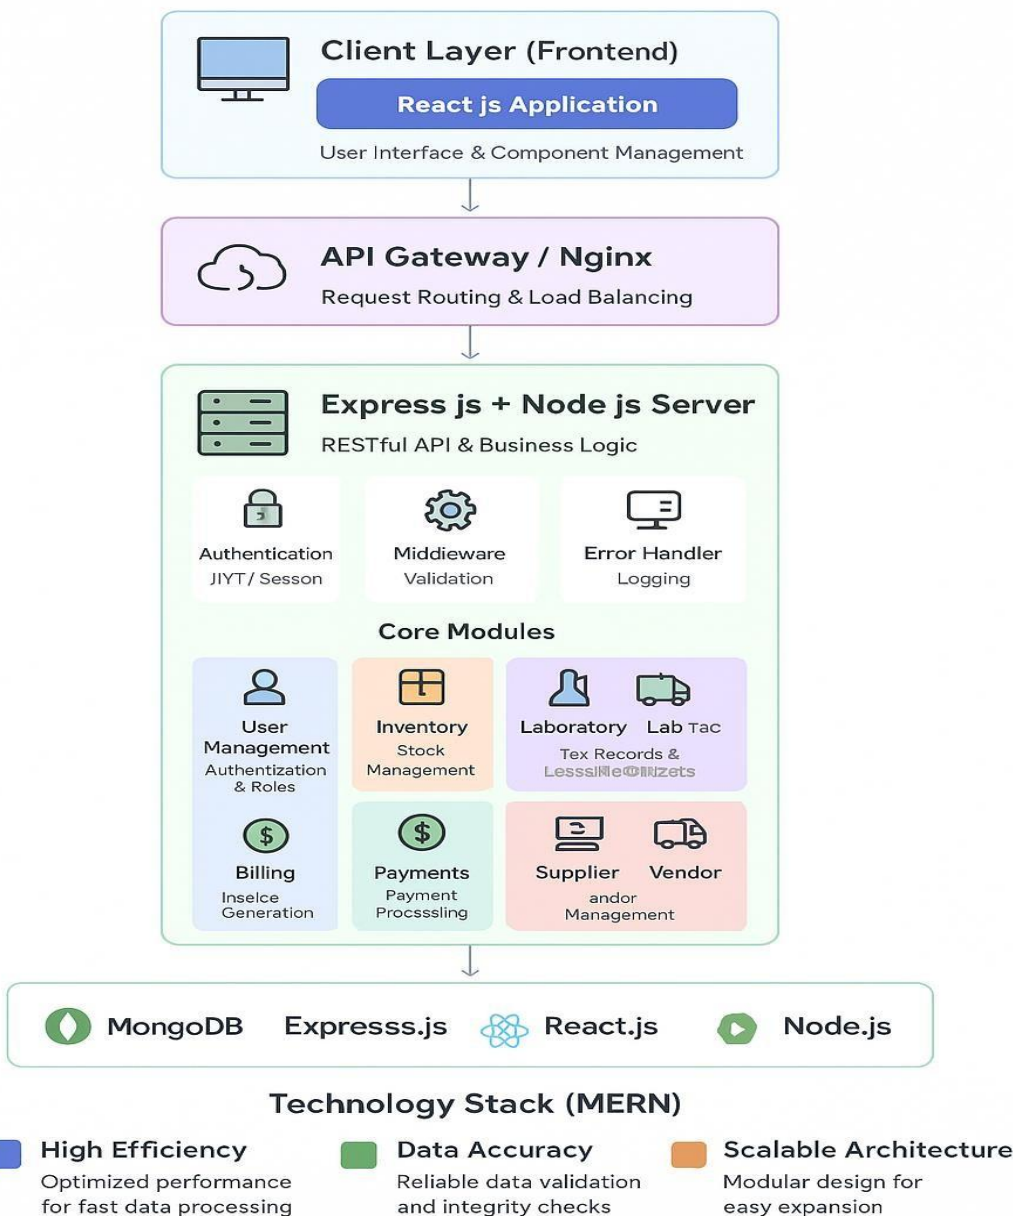 Client Layer (Frontend)
React js Application
User Interface & Component Management
API Gateway / Nginx
Request Routing & Load Balancing
Express js + Node js Server
RESTful API & Business Logic
Authentication
JIYT / Sesson
Middieware
Validation
Error Handler
Logging
Core Modules
User
Management
Authentization
& Roles
Inventory
Stock
Management
Laboratory Lab Tac
Tex Records &
Billing
Inselce
Generation
Payments
Payment
Procsssling
Supplier Vendor
andor
Management
MongoDB Expresss.js React.js Node.js
Technology Stack (MERN)
High Efficiency
Optimized performance
for fast data processing
Data Accuracy
Reliable data validation
and integrity checks
Scalable Architecture
Modular design for
easy expansion